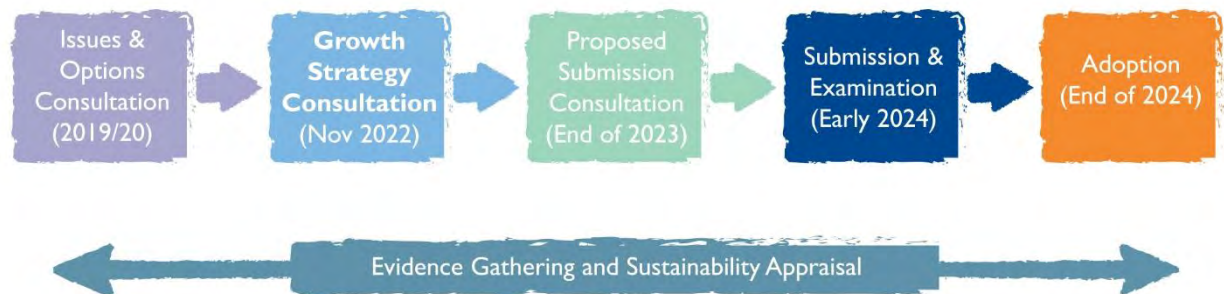 Issues &
Options
Consultation
(2019/20)
Growth
Strategy
Consultation
(Nov 2022)
Proposed
Submission
Consultation
(End of 2023)
Submission &
Examination
(Early 2024)
Adoption
(End of 2024)
Evidence Gathering and Sustainability Appraisal